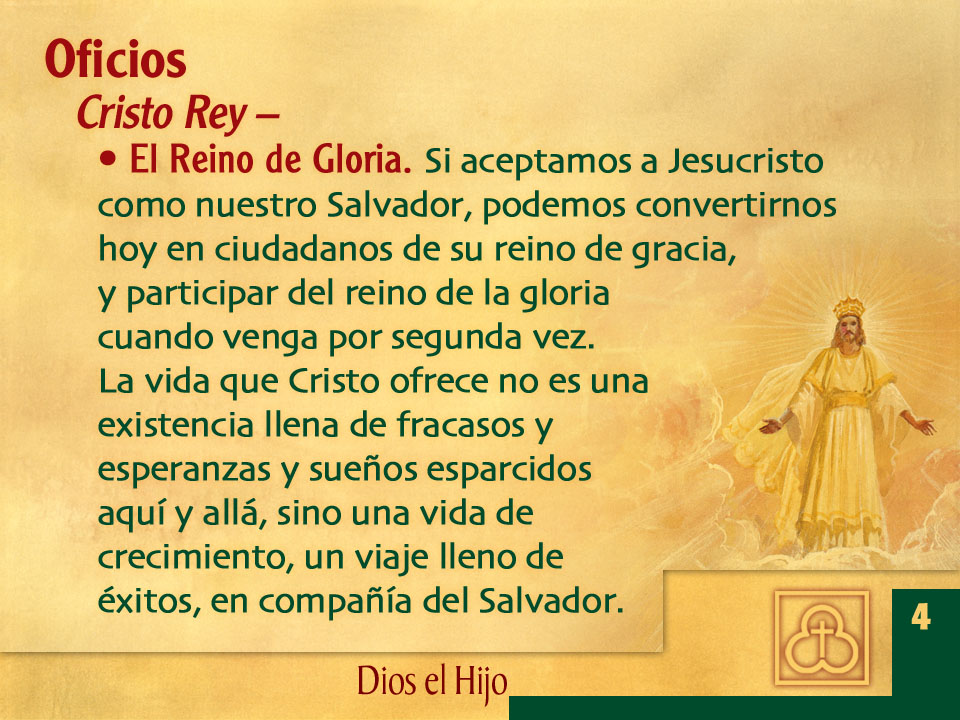 Oficios
Cristo Rey –
• El Reino de Gloria. Si aceptamos a Jesucristo
como nuestro Salvador, podemos convertirnos
hoy en ciudadanos de su reino de gracia,
y participar del reino de la gloria
cuando venga por segunda vez.
La vida que Cristo ofrece no es una
existencia llena de fracasos y
esperanzas y sueños esparcidos
aquí y allá, sino una vida de
crecimiento, un viaje lleno de
éxitos, en compañía del Salvador.
4
Dios el Hijo